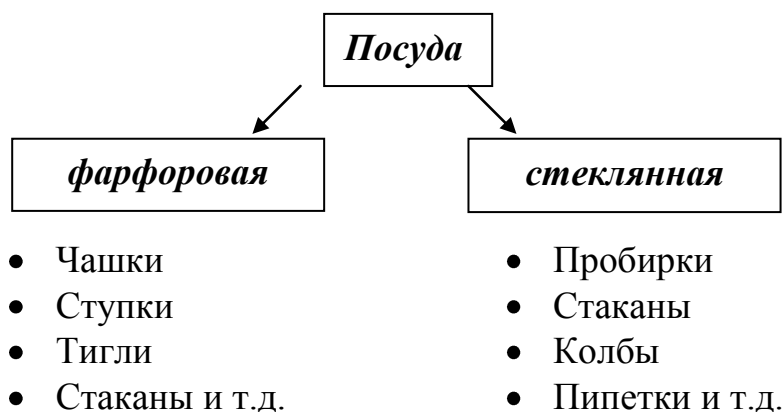 Посуда
фарфоровая
стеклянная
• Чашки
• Ступки
• Тигли
• Стаканы и т.д.
• Пробирки
• Стаканы
• Колбы
• Пипетки и т.д.